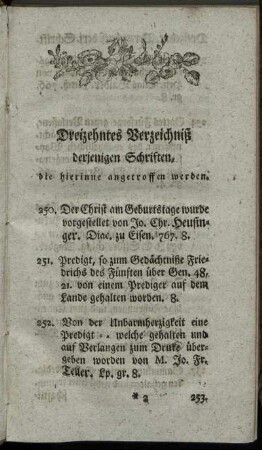 Dreizehntes Verzeichniß
derjenigen Schriften,
die hierinne angetroffen werden.
250. Der Christ am Geburtstage wurde
vorgestellet von Jo. Chr. Heusin-
ger. Diac. zu Eisen. 767. 8.
251. Predigt, so zum Gedächtniße Frie-
drichs des Fünften über Gen. 48,
21. von einem Prediger auf dem
Lande gehalten worden. 8.
252. Von der Unbarmherzigkeit eine
Predigt - - welche gehalten und
auf Verlangen zum Druke über-
geben worden von M. Jo. Fr.
Teller. Lp. gr. 8.
* 2 253.